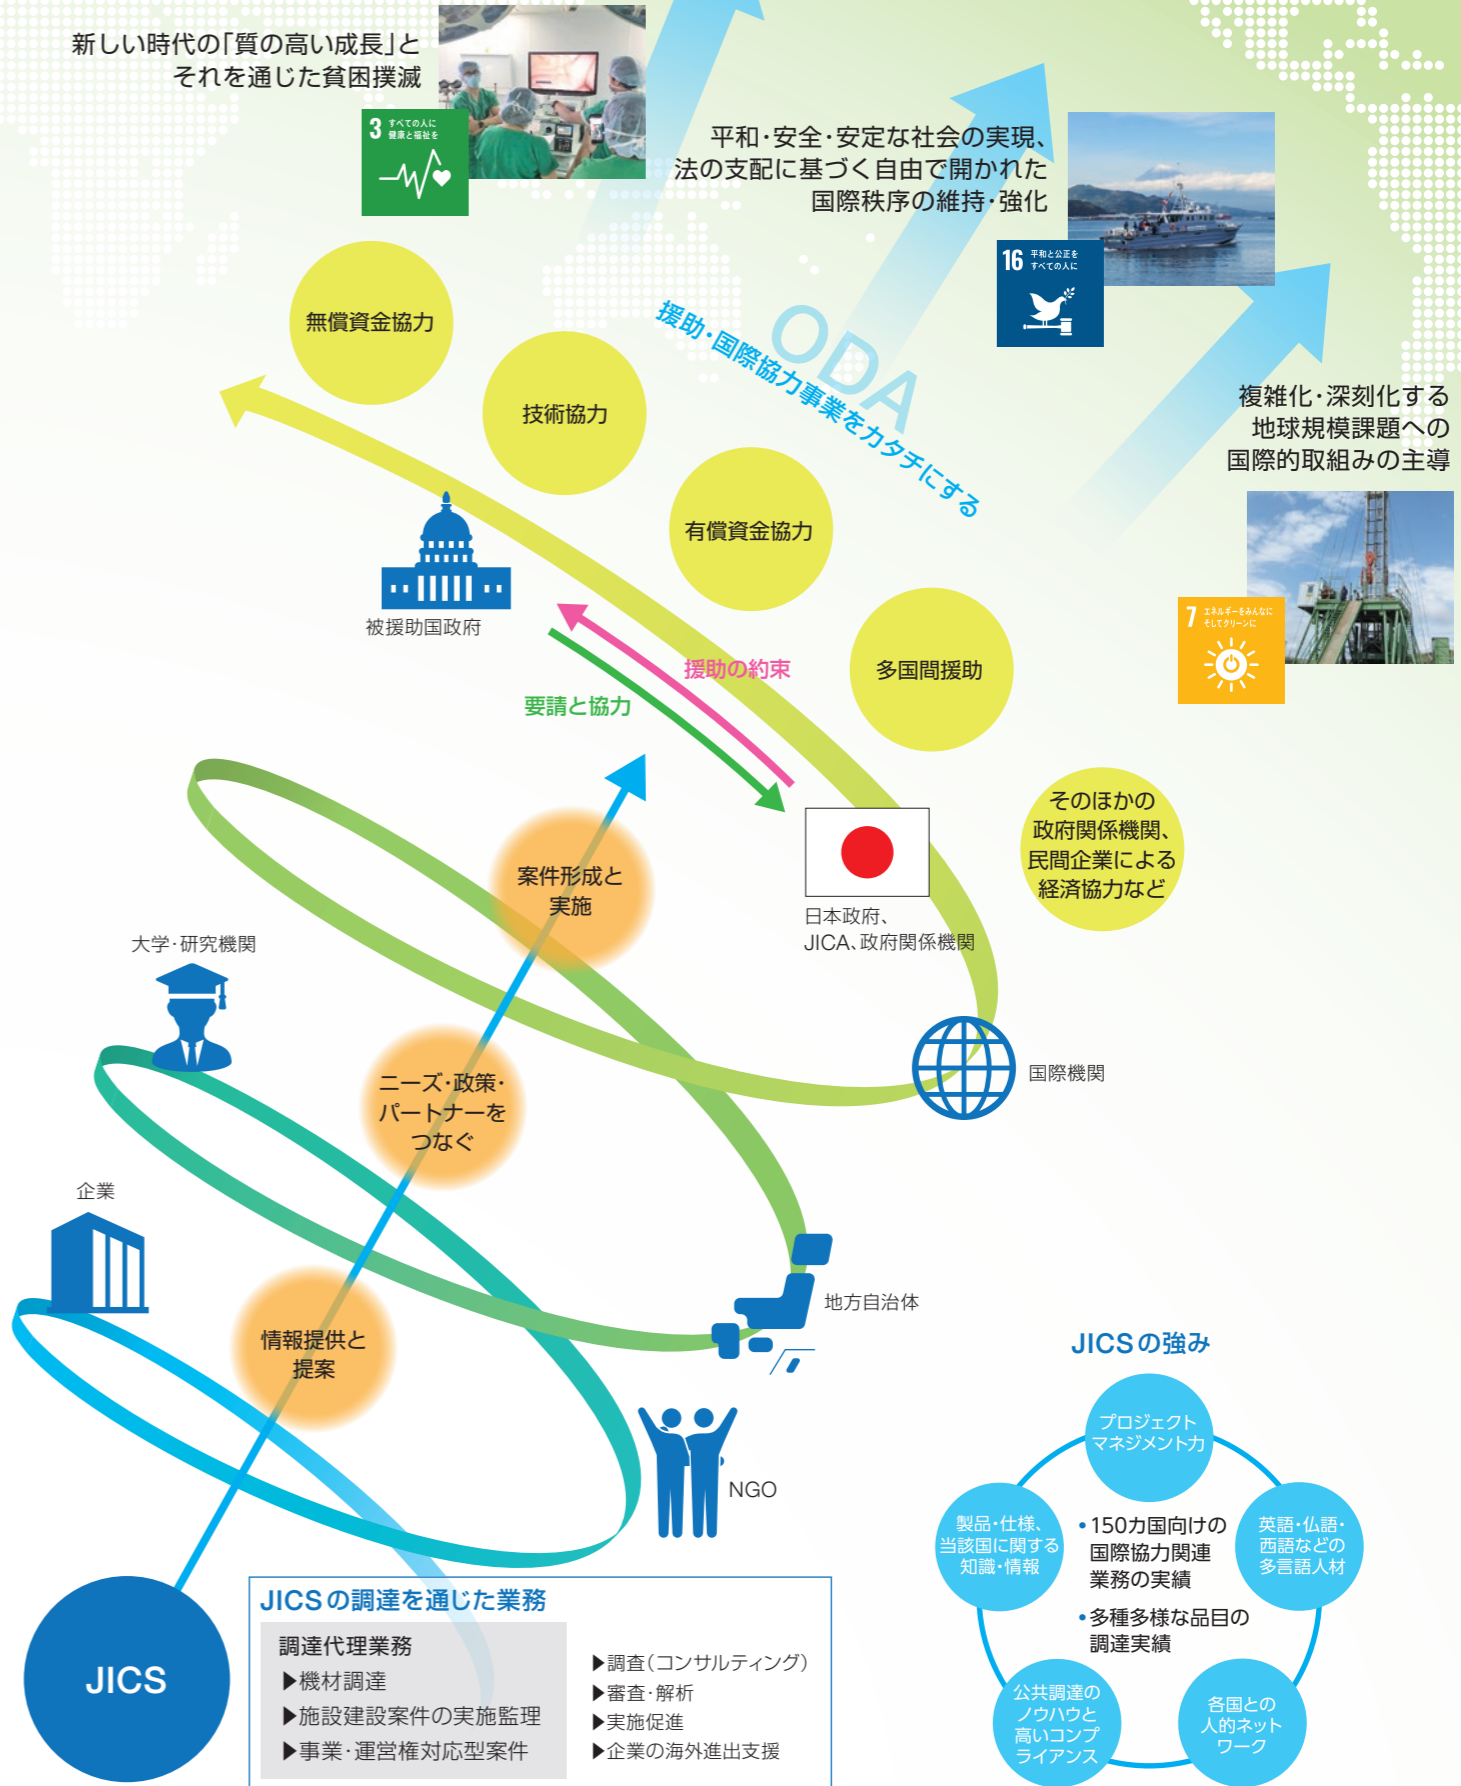 新しい時代の「質の高い成長」と
それを通じた貧困撲滅
3 すべての人に
健康と福祉を
平和・安全・安定な社会の実現、
法の支配に基づく自由で開かれた
国際秩序の維持・強化
16 平和と公正を
すべての人に
複雑化・深刻化する
地球規模課題への
国際的取組みの主導
7 エネルギーをみんなに
そしてクリーンに
ODA
援助・国際協力事業をカタチにする
無償資金協力
技術協力
有償資金協力
多国間援助
そのほかの
政府関係機関、
民間企業による
経済協力など
被援助国政府
援助の約束
要請と協力
日本政府、
JICA、政府関係機関
国際機関
案件形成と
実施
大学・研究機関
ニーズ・政策・
パートナーを
つなぐ
企業
地方自治体
情報提供と
提案
NGO
JICS
JICSの調達を通じた業務
調達代理業務
▶機材調達
▶施設建設案件の実施監理
▶事業・運営権対応型案件
▶調査(コンサルティング)
▶審査・解析
▶実施促進
▶企業の海外進出支援
JICSの強み
プロジェクト
マネジメント力
製品・仕様、
当該国に関する
知識・情報
•150カ国向けの
国際協力関連
業務の実績
•多種多様な品目の
調達実績
英語・仏語・
西語などの
多言語人材
公共調達の
ノウハウと
高いコンプ
ライアンス
各国との
人的ネット
ワーク